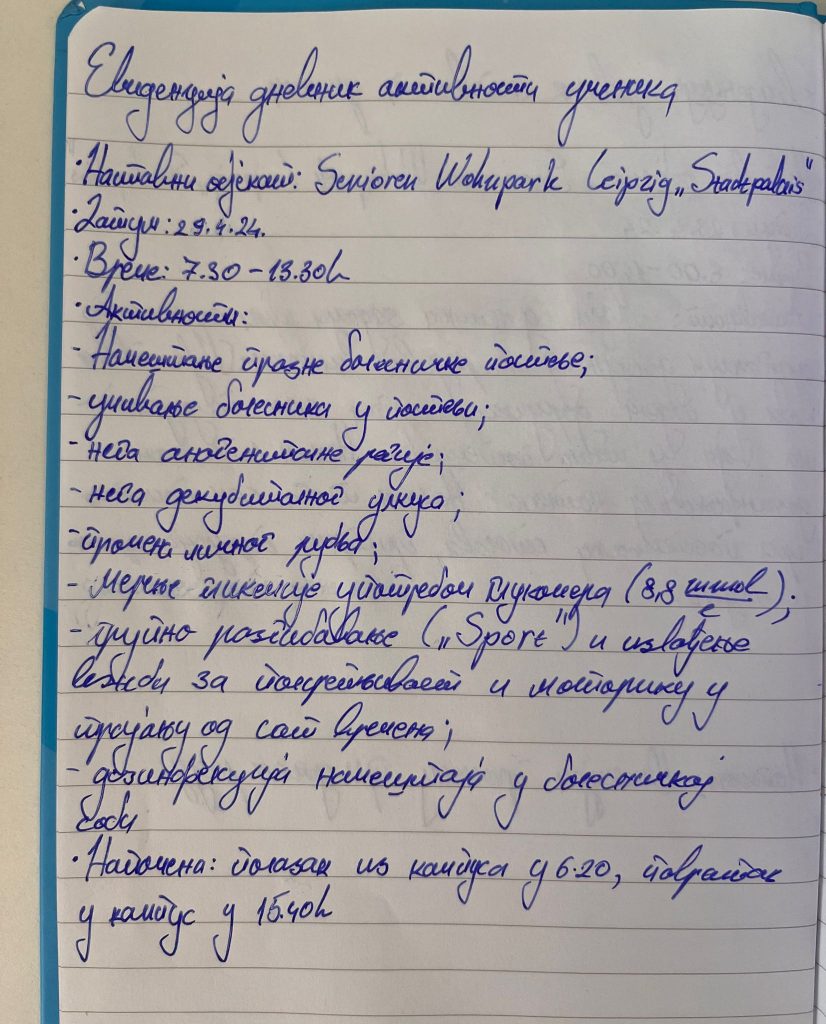 Евиденција дневник активности ученика
· Наставни објекат: Senioren Wohnpark Leipzig „Stadtpalais"
· Датум: 29.4.24.
· Време: 7.30 – 13.30h
· Активности:
- Намештање празне болесничке постеље;
- умивање болесника у постељи;
- нега аногениталне регије;
- нега декубиталног улкуса;
- промена личног рубља;
- Мерење гликемије употребом глукомера (8,8 mmol/l);
- групно разгибавање („Sport") и извођење
вежби за покретљивост и моторику у
трајању од сат времена;
- дезинфекција намештаја у болесничкој
соби
· Напомена: полазак из кампуса у 6.20, повратак
у кампус у 15.40h